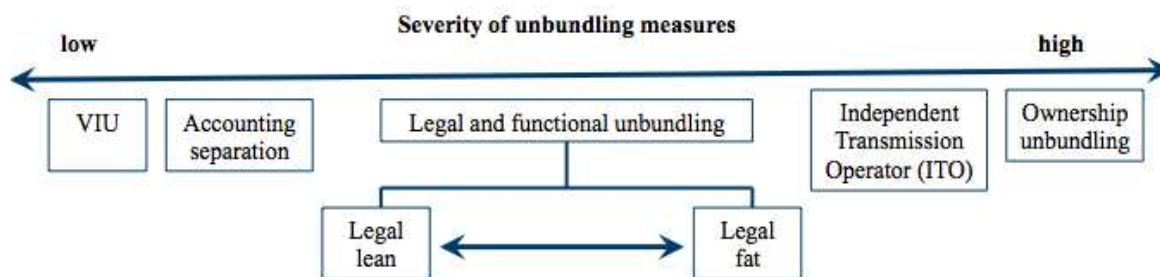 Severity of unbundling measures
low
high
VIU
Accounting
separation
Legal and functional unbundling
Independent
Transmission
Operator (ITO)
Ownership
unbundling
Legal
lean
Legal
fat